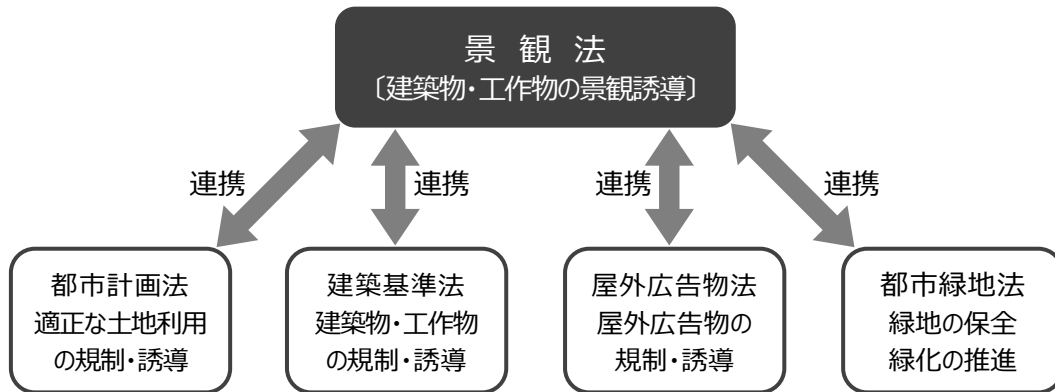 景観法
〔建築物・工作物の景観誘導〕
連携
連携
連携
連携
都市計画法
適正な土地利用
の規制・誘導
建築基準法
建築物・工作物
の規制・誘導
屋外広告物法
屋外広告物の
規制・誘導
都市緑地法
緑地の保全
緑化の推進